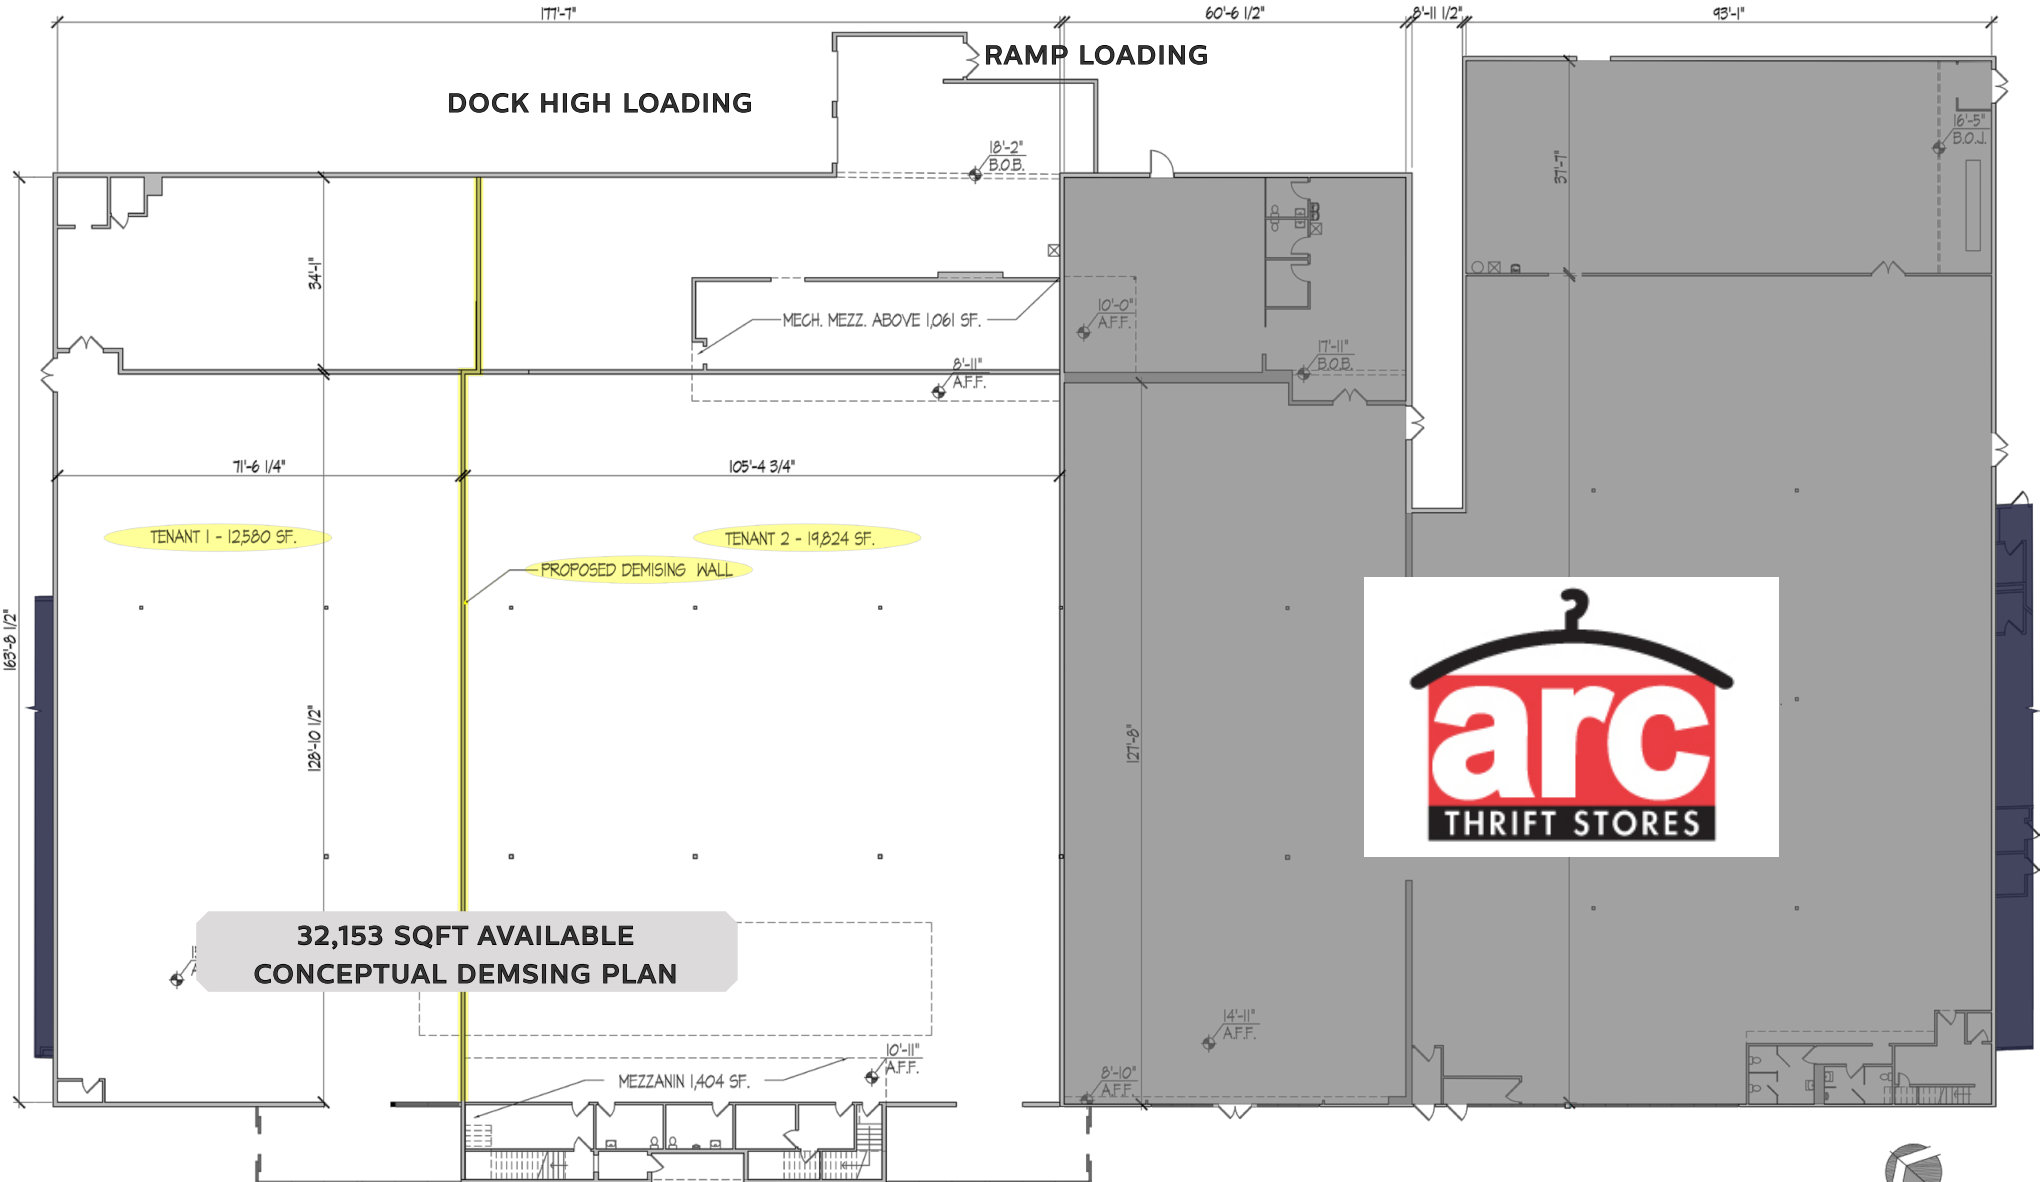 177'-7"
60'-6 1/2"
8'-11 1/2"
93'-1"
RAMP LOADING
DOCK HIGH LOADING
18'-2"
B.O.B.
16'-5"
B.O.J.
37'-7"
34'-1"
10'-0"
A.F.F.
MECH. MEZZ. ABOVE 1,061 SF.
17'-11"
B.O.B.
8'-11"
A.F.F.
71'-6 1/4"
105'-4 3/4"
TENANT 1 - 12,580 SF.
TENANT 2 - 19,824 SF.
PROPOSED DEMISING WALL
163'-8 1/2"
128'-10 1/2"
127'-8"
arc
THRIFT STORES
32,153 SQFT AVAILABLE
CONCEPTUAL DEMSING PLAN
14'-11"
A.F.F.
10'-11"
A.F.F.
MEZZANIN 1,404 SF.
8'-10"
A.F.F.